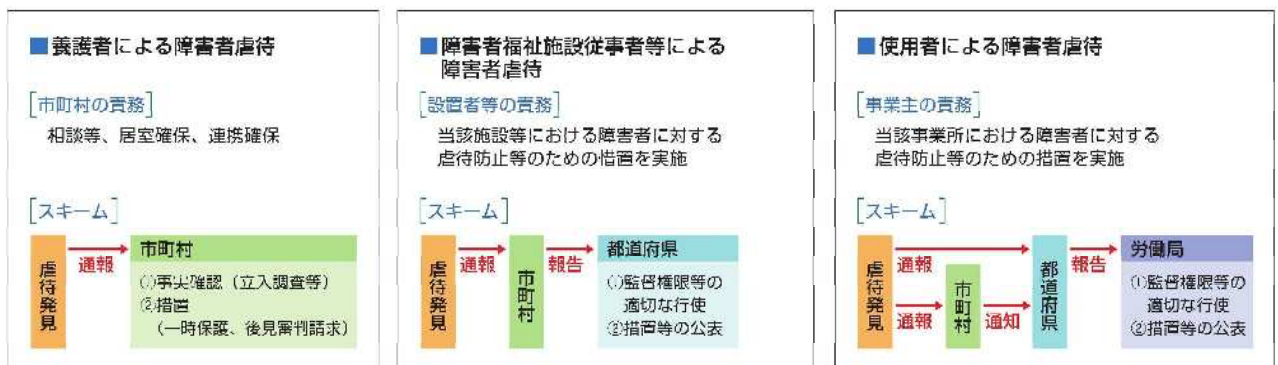 ■養護者による障害者虐待
[市町村の責務]
相談等、居室確保、連携確保
[スキーム]
虐待発見
通報
市町村
①事実確認（立入調査等）
②措置
（一時保護、後見審判請求）
■障害者福祉施設従事者等による
障害者虐待
[設置者等の責務]
当該施設等における障害者に対する
虐待防止等のための措置を実施
[スキーム]
虐待発見
通報
市町村
報告
都道府県
①監督権限等の
適切な行使
②措置等の公表
■使用者による障害者虐待
[事業主の責務]
当該事業所における障害者に対する
虐待防止等のための措置を実施
[スキーム]
虐待発見
通報
通報
市町村
通知
都道府県
報告
労働局
①監督権限等の
適切な行使
②措置等の公表